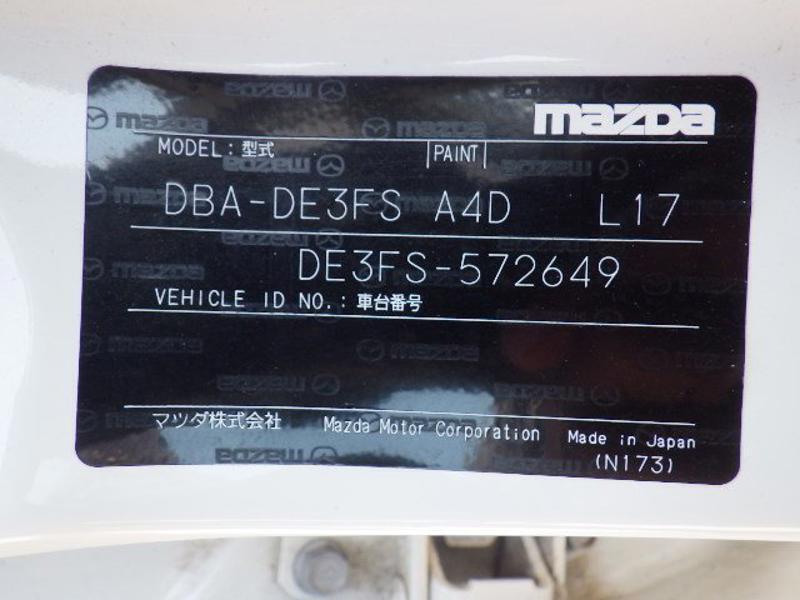 mazda
MODEL: 型式 PAINT
DBA-DE3FS A4D L17
DE3FS-572649
VEHICLE ID NO.: 車台番号
マツダ株式会社 Mazda Motor Corporation Made in Japan
(N173)